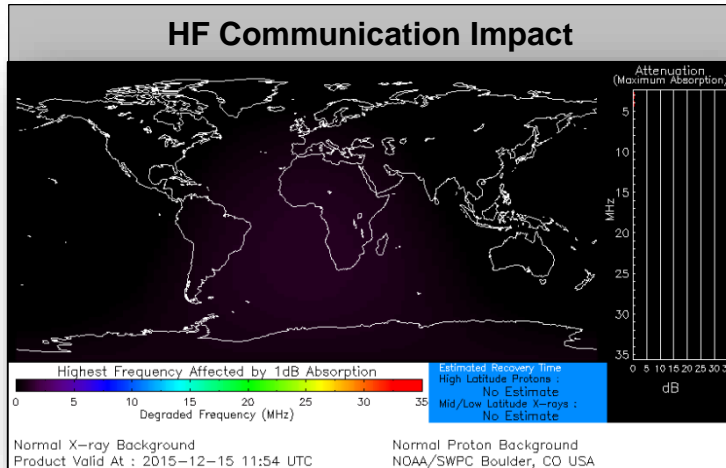 HF Communication Impact
Attenuation
(Maximum Absorption)
5
10
15
20
25
30
35
MHz
0 5 10 15 20 25 30
dB
Highest Frequency Affected by 1dB Absorption
0 5 10 15 20 25 30 35
Degraded Frequency (MHz)
Estimated Recovery Time
High Latitude Protons :
No Estimate
Mid/Low Latitude X-rays :
No Estimate
Normal X-ray Background
Product Valid At : 2015-12-15 11:54 UTC
Normal Proton Background
NOAA/SWPC Boulder, CO USA